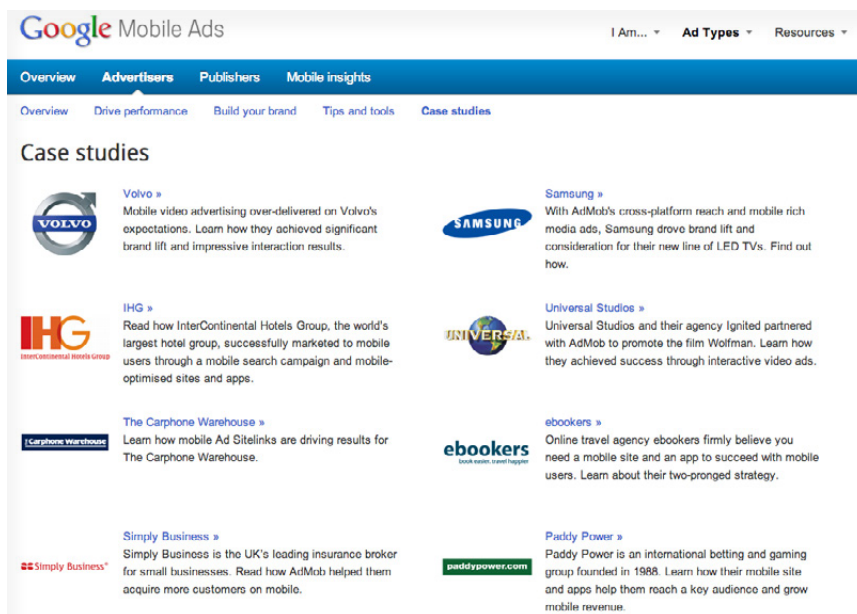 Google Mobile Ads
I Am... Ad Types Resources
Overview Advertisers Publishers Mobile insights
Overview Drive performance Build your brand Tips and tools Case studies
Case studies
VOLVO
Volvo »
Mobile video advertising over-delivered on Volvo's
expectations. Learn how they achieved significant
brand lift and impressive interaction results.
SAMSUNG
Samsung »
With AdMob's cross-platform reach and mobile rich
media ads, Samsung drove brand lift and
consideration for their new line of LED TVs. Find out
how.
IHG
InterContinental Hotels Group
IHG »
Read how InterContinental Hotels Group, the world's
largest hotel group, successfully marketed to mobile
users through a mobile search campaign and mobile-
optimised sites and apps.
UNIVERSAL
Universal Studios »
Universal Studios and their agency Ignited partnered
with AdMob to promote the film Wolfman. Learn how
they achieved success through interactive video ads.
Carphone Warehouse
The Carphone Warehouse »
Learn how mobile Ad Sitelinks are driving results for
The Carphone Warehouse.
ebookers
book easier, travel happier
ebookers »
Online travel agency ebookers firmly believe you
need a mobile site and an app to succeed with mobile
users. Learn about their two-pronged strategy.
Simply Business
Simply Business »
Simply Business is the UK's leading insurance broker
for small businesses. Read how AdMob helped them
acquire more customers on mobile.
paddypower.com
Paddy Power »
Paddy Power is an international betting and gaming
group founded in 1988. Learn how their mobile site
and apps help them reach a key audience and grow
mobile revenue.